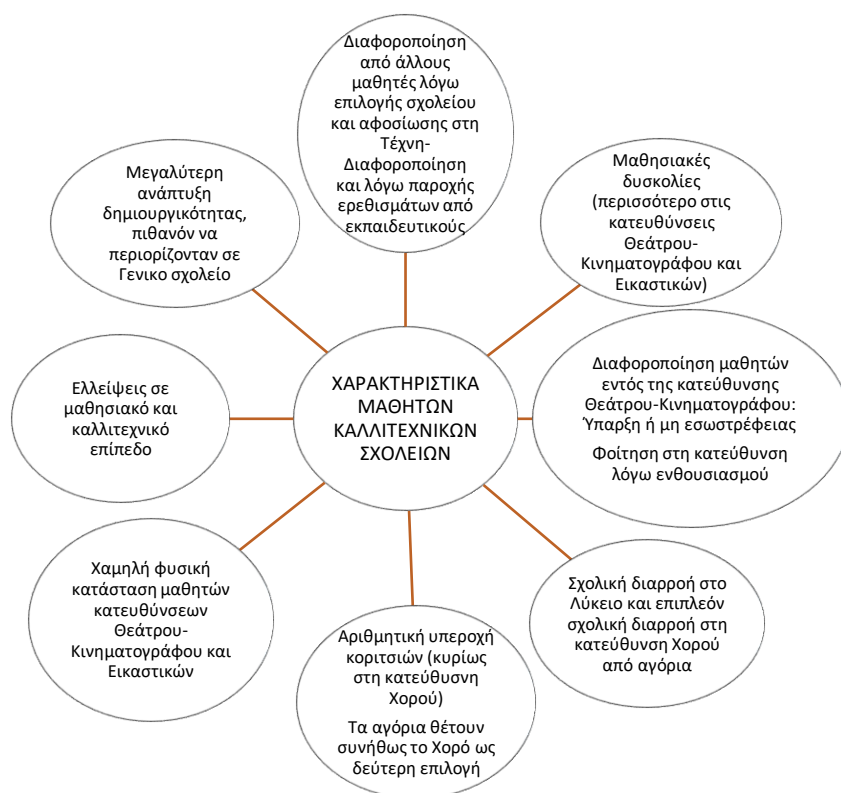 Διαφοροποίηση
από άλλους
μαθητές λόγω
επιλογής σχολείου
και αφοσίωσης στη
Τέχνη-
Διαφοροποίηση
και λόγω παροχής
ερεθισμάτων από
εκπαιδευτικούς
Μαθησιακές
δυσκολίες
(περισσότερο στις
κατευθύνσεις
Θεάτρου-
Κινηματογράφου και
Εικαστικών)
Διαφοροποίηση μαθητών
εντός της κατεύθυνσης
Θεάτρου-Κινηματογράφου:
Ύπαρξη ή μη εσωστρέφειας
Φοίτηση στη κατεύθυνση
λόγω ενθουσιασμού
Σχολική διαρροή στο
Λύκειο και επιπλέον
σχολική διαρροή στη
κατεύθυνση Χορού
από αγόρια
Αριθμητική υπεροχή
κοριτσιών (κυρίως
στη κατεύθυσνη
Χορού)
Τα αγόρια θέτουν
συνήθως το Χορό ως
δεύτερη επιλογή
Χαμηλή φυσική
κατάσταση μαθητών
κατευθύνσεων
Θεάτρου-
Κινηματογράφου και
Εικαστικών
Ελλείψεις σε
μαθησιακό και
καλλιτεχνικό
επίπεδο
Μεγαλύτερη
ανάπτυξη
δημιουργικότητας,
πιθανόν να
περιορίζονταν σε
Γενικο σχολείο
ΧΑΡΑΚΤΗΡΙΣΤΙΚΑ
ΜΑΘΗΤΩΝ
ΚΑΛΛΙΤΕΧΝΙΚΩΝ
ΣΧΟΛΕΙΩΝ